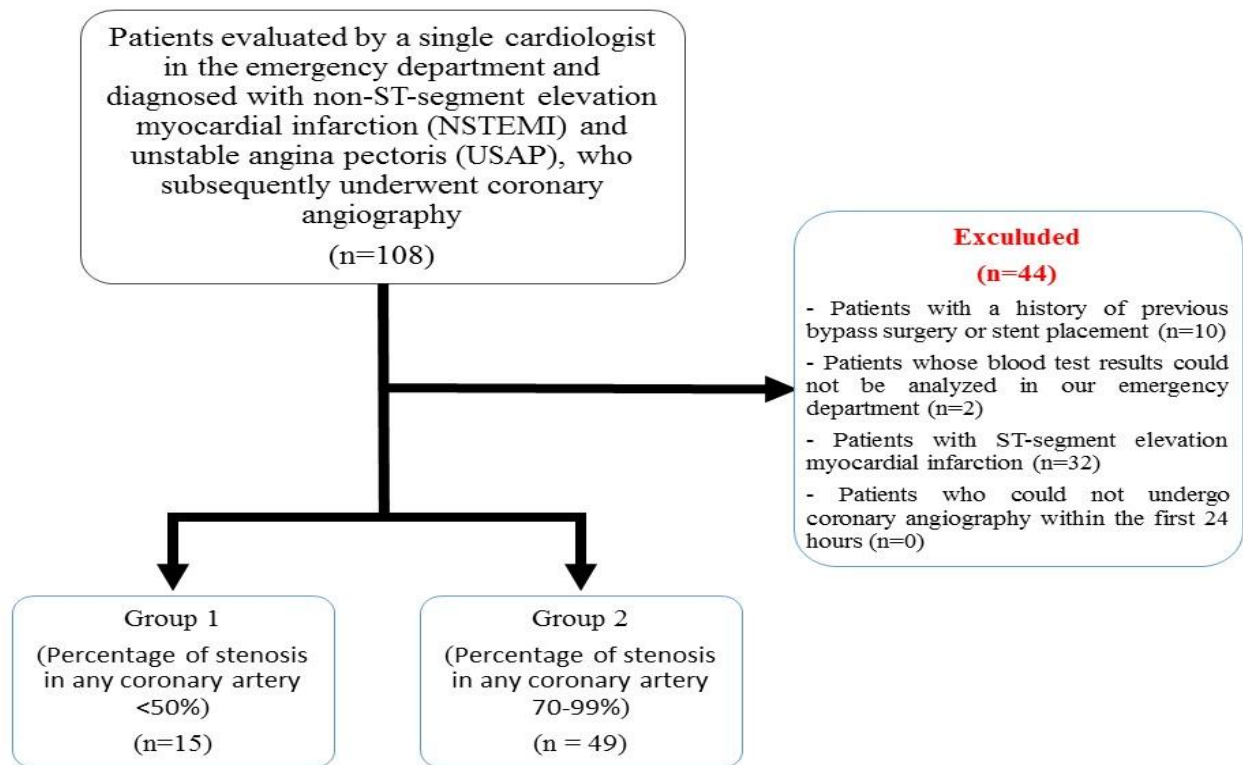 Patients evaluated by a single cardiologist
in the emergency department and
diagnosed with non-ST-segment elevation
myocardial infarction (NSTEMI) and
unstable angina pectoris (USAP), who
subsequently underwent coronary
angiography
(n=108)
Exculuded
(n=44)
- Patients with a history of previous
bypass surgery or stent placement (n=10)
- Patients whose blood test results could
not be analyzed in our emergency
department (n=2)
- Patients with ST-segment elevation
myocardial infarction (n=32)
- Patients who could not undergo
coronary angiography within the first 24
hours (n=0)
Group 1
(Percentage of stenosis
in any coronary artery
<50%)
(n=15)
Group 2
(Percentage of stenosis
in any coronary artery
70-99%)
(n = 49)